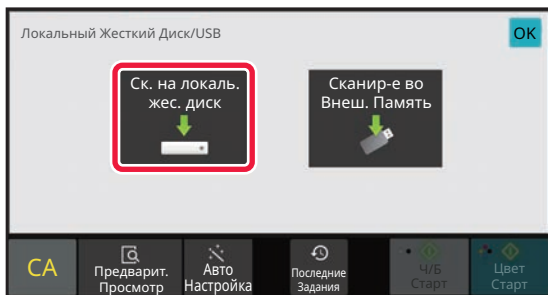 Локальный Жесткий Диск/USB
OK
Ск. на локаль.
жес. диск
Сканир-е во
Внеш. Память
CA
Предварит.
Просмотр
Авто
Настройка
Последние
Задания
Ч/Б
Старт
Цвет
Старт